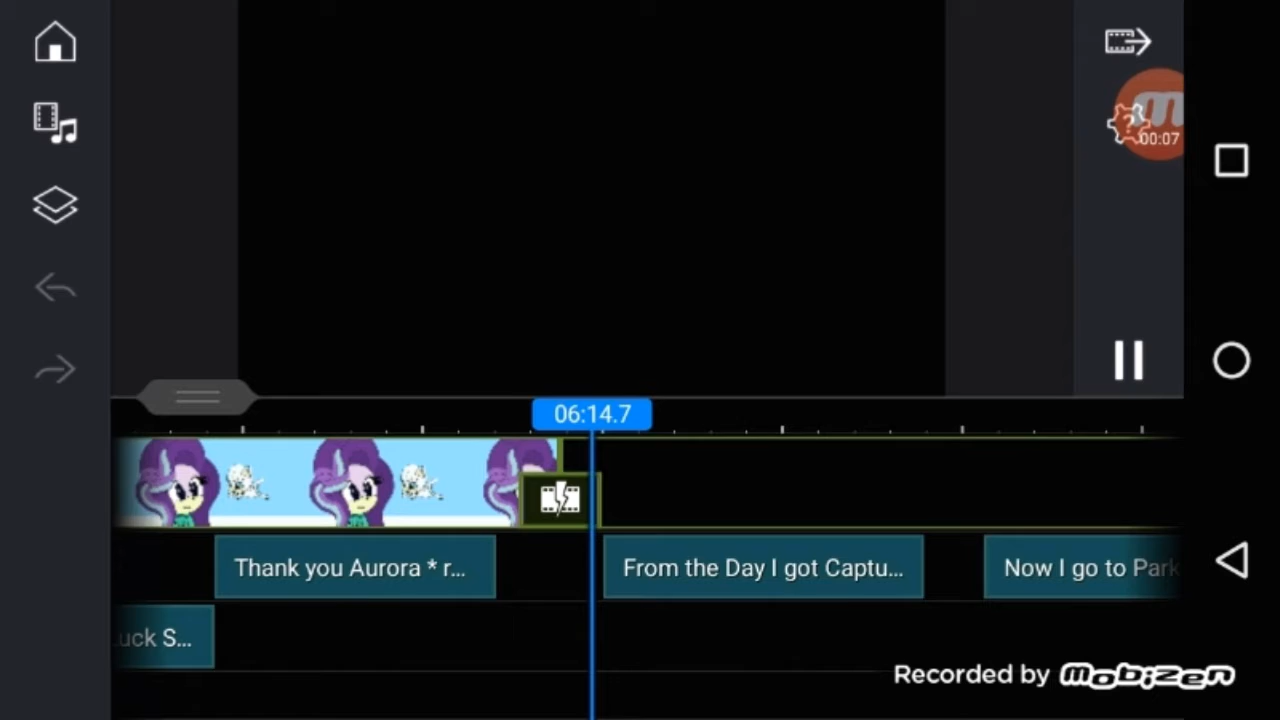 00:07
06:14.7
Thank you Aurora * r...
From the Day I got Captu...
Now I go to Park
uck S...
Recorded by mobizen